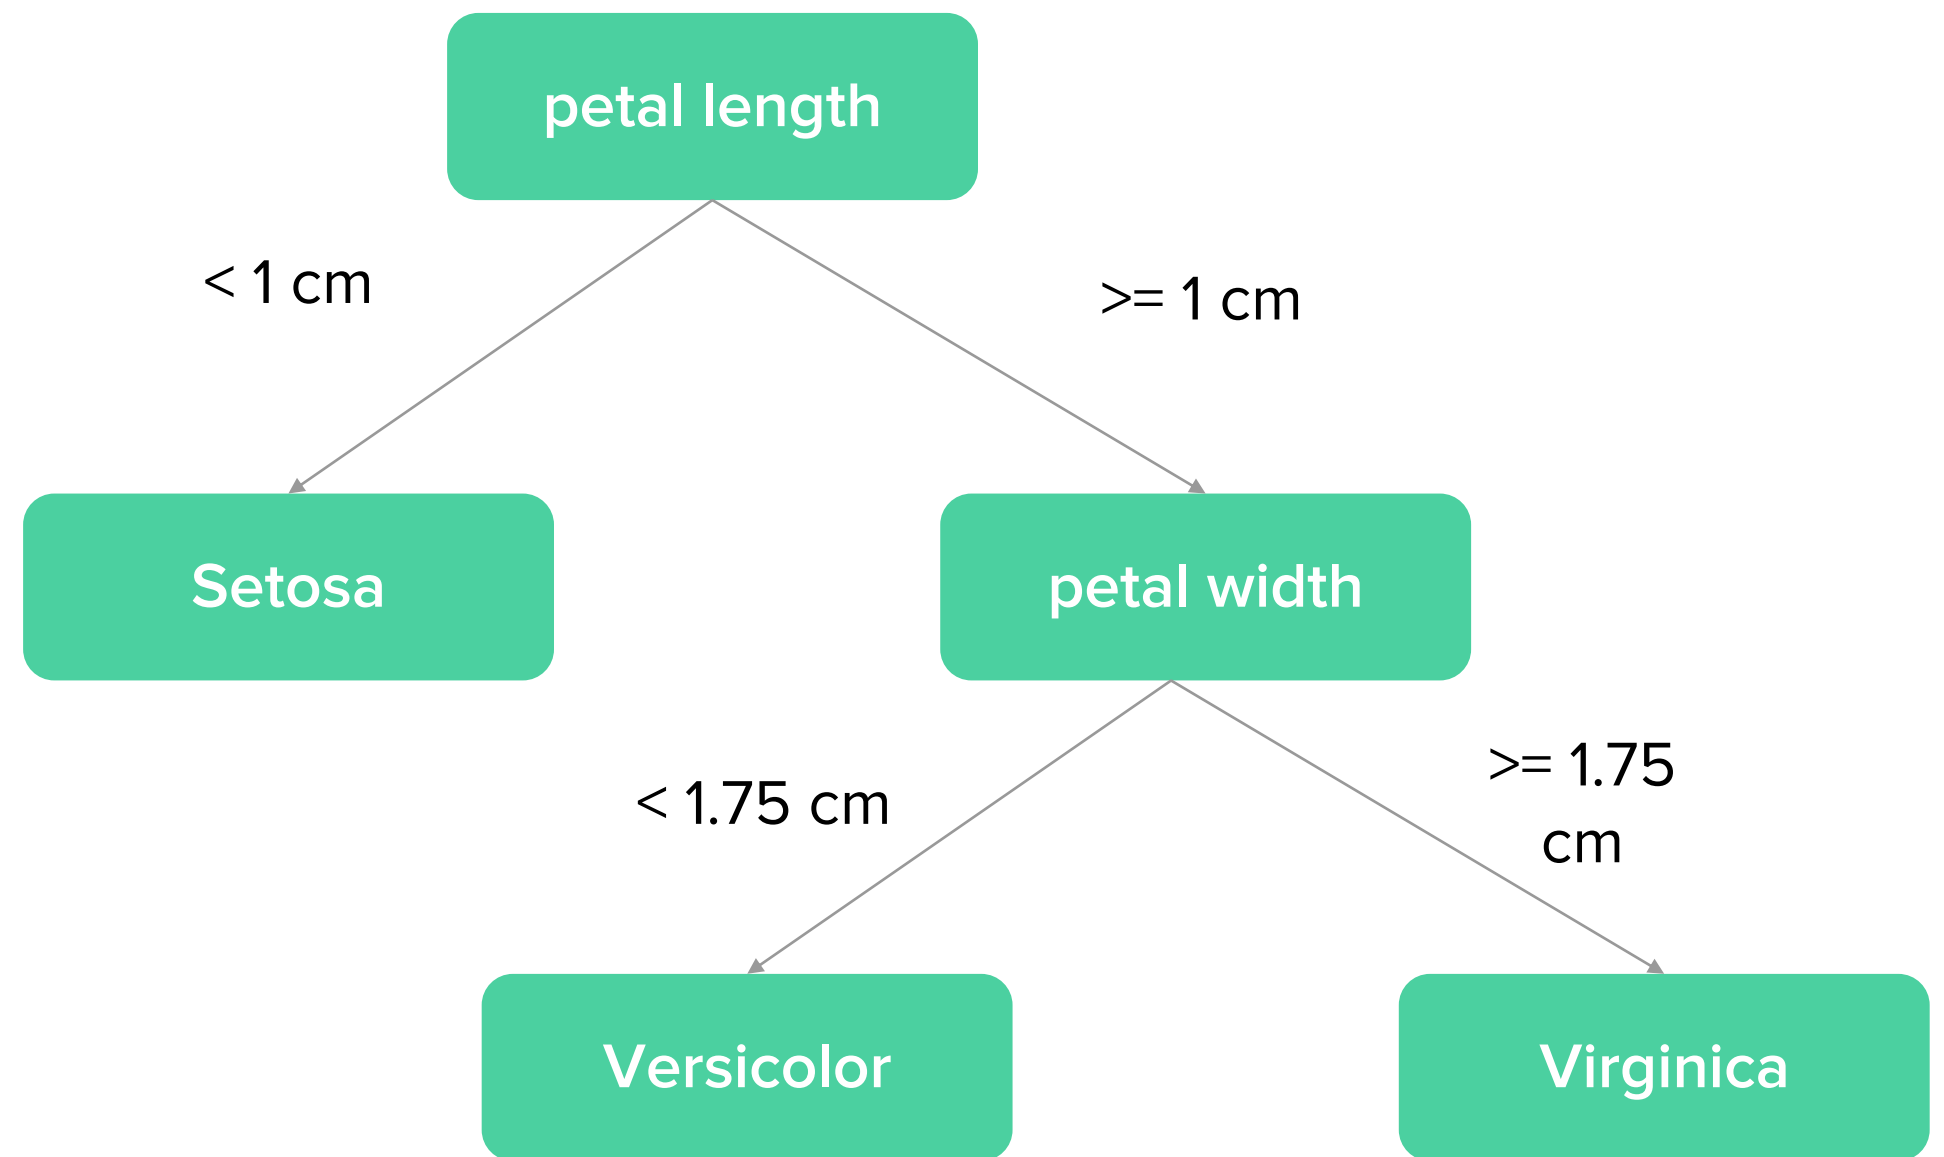 petal length
< 1 cm
>= 1 cm
Setosa
petal width
< 1.75 cm
>= 1.75
cm
Versicolor
Virginica